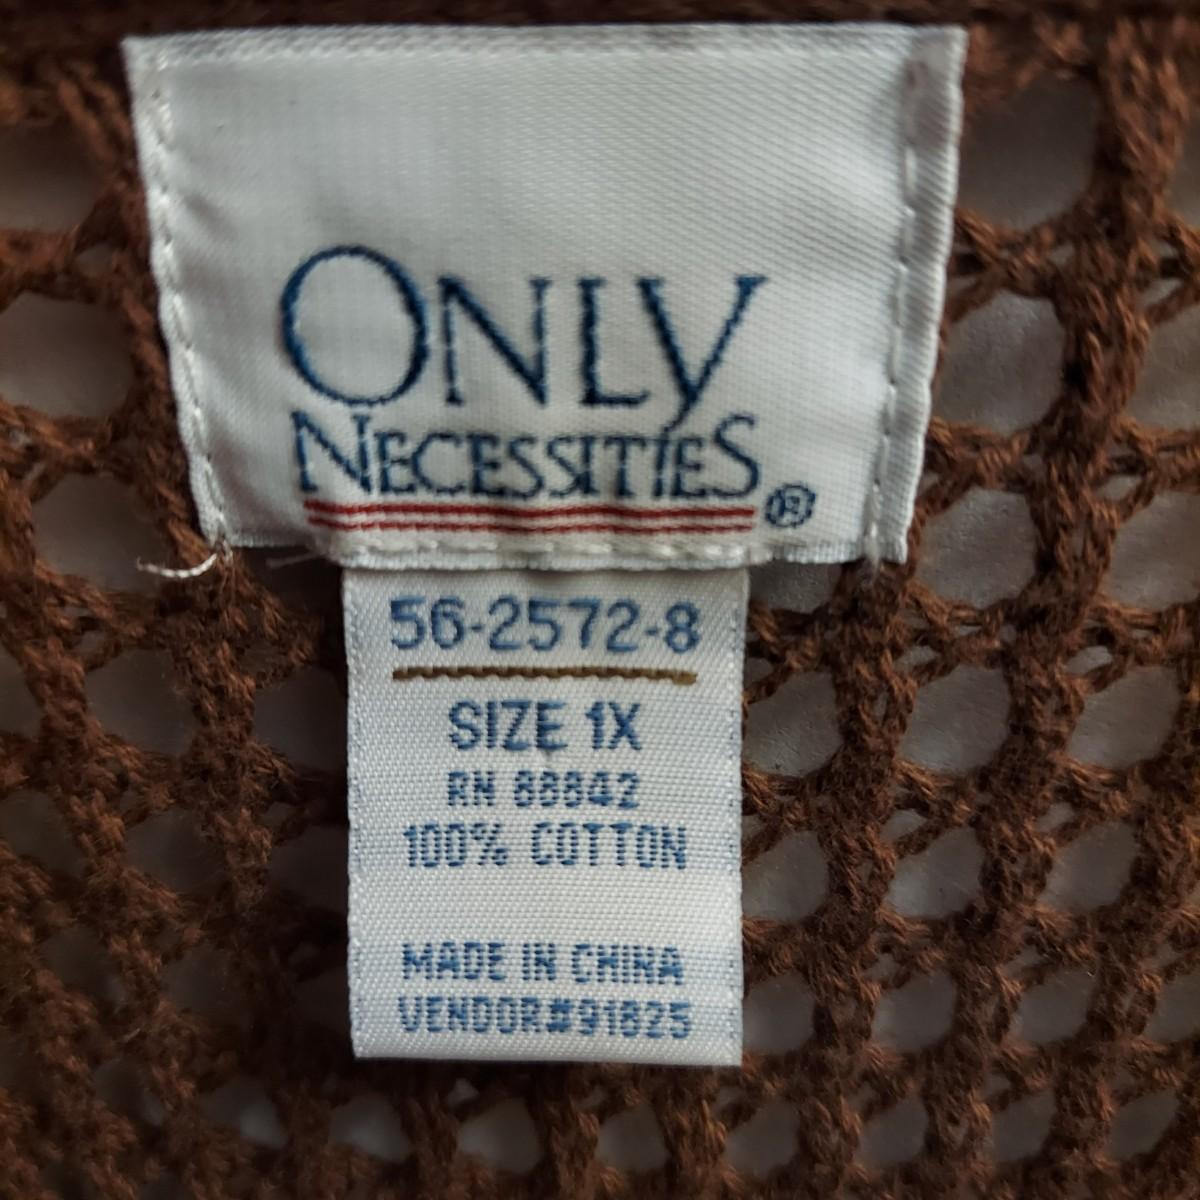 ONLY
NECESSITIES®
56-2572-8
SIZE 1X
RN 88842
100% COTTON
MADE IN CHINA
VENDOR#91825